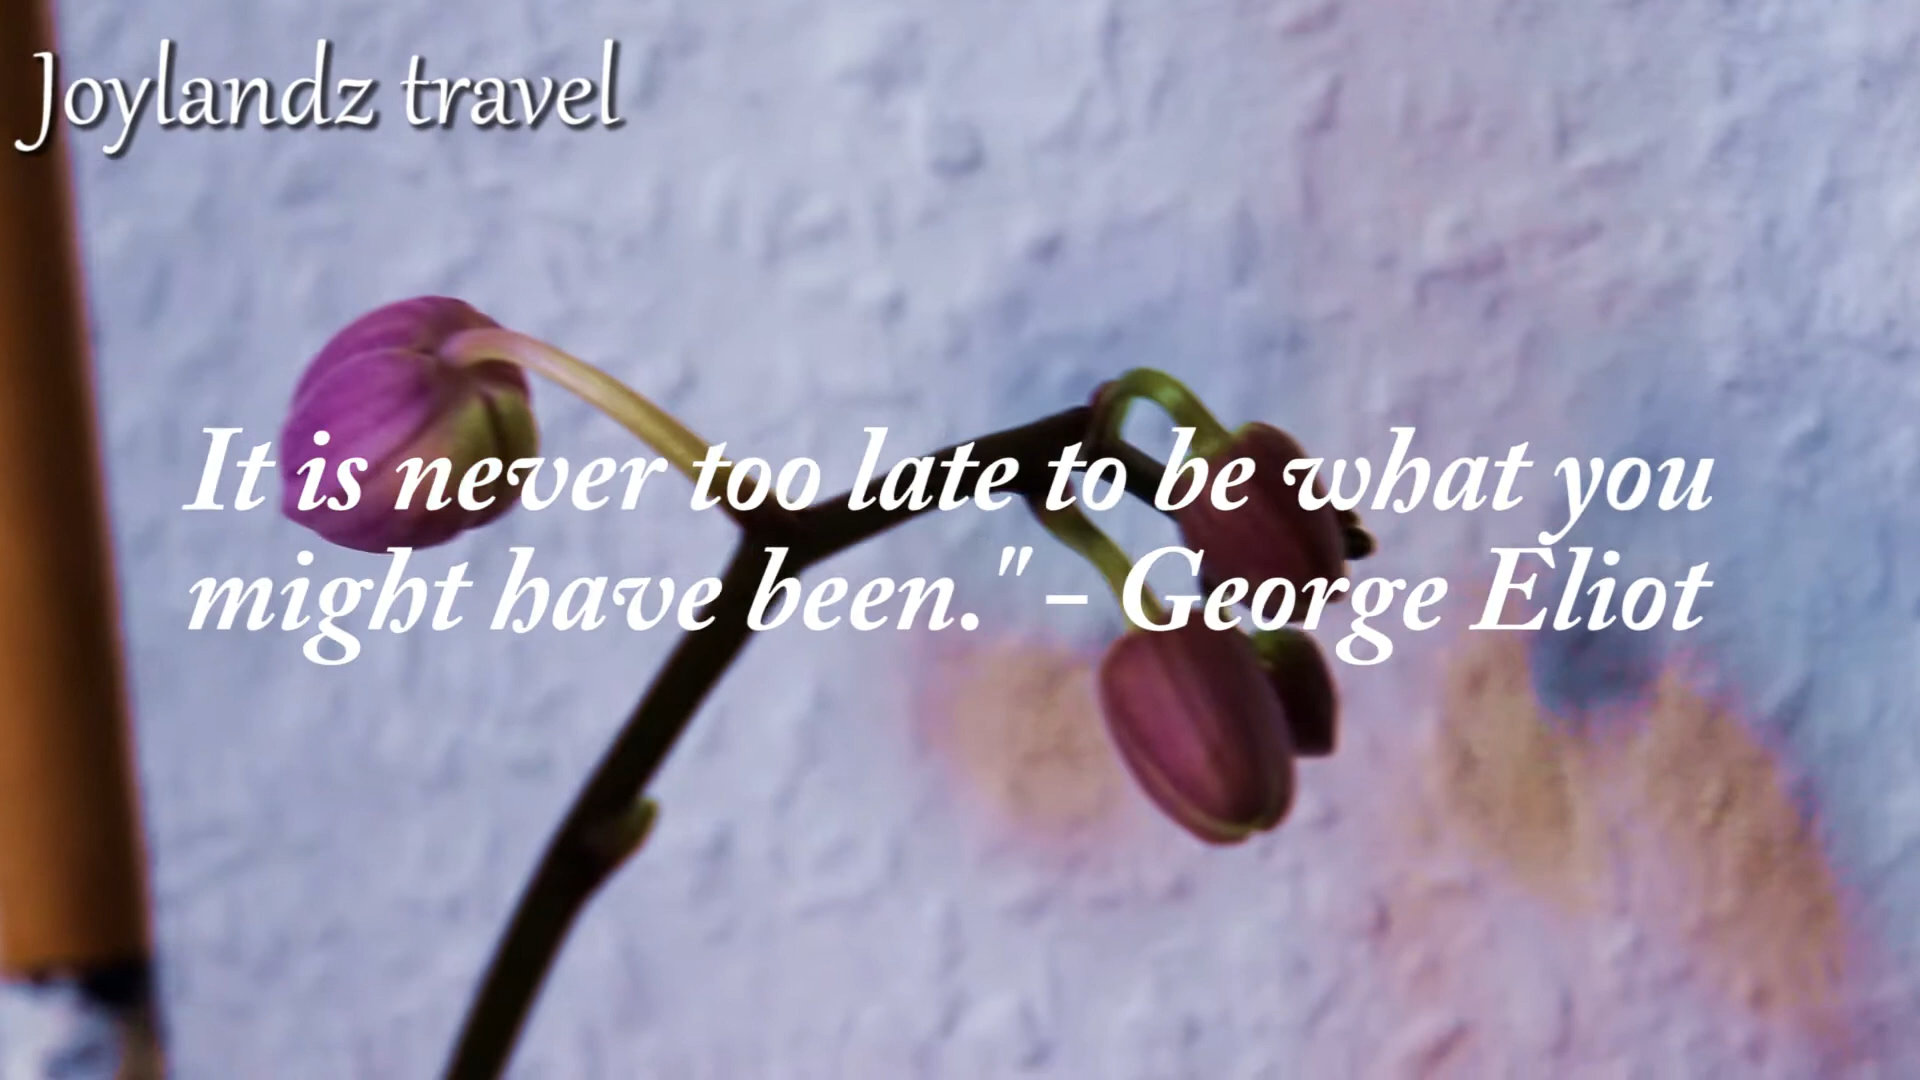 Joylandz travel
It is never too late to be what you
might have been." - George Eliot